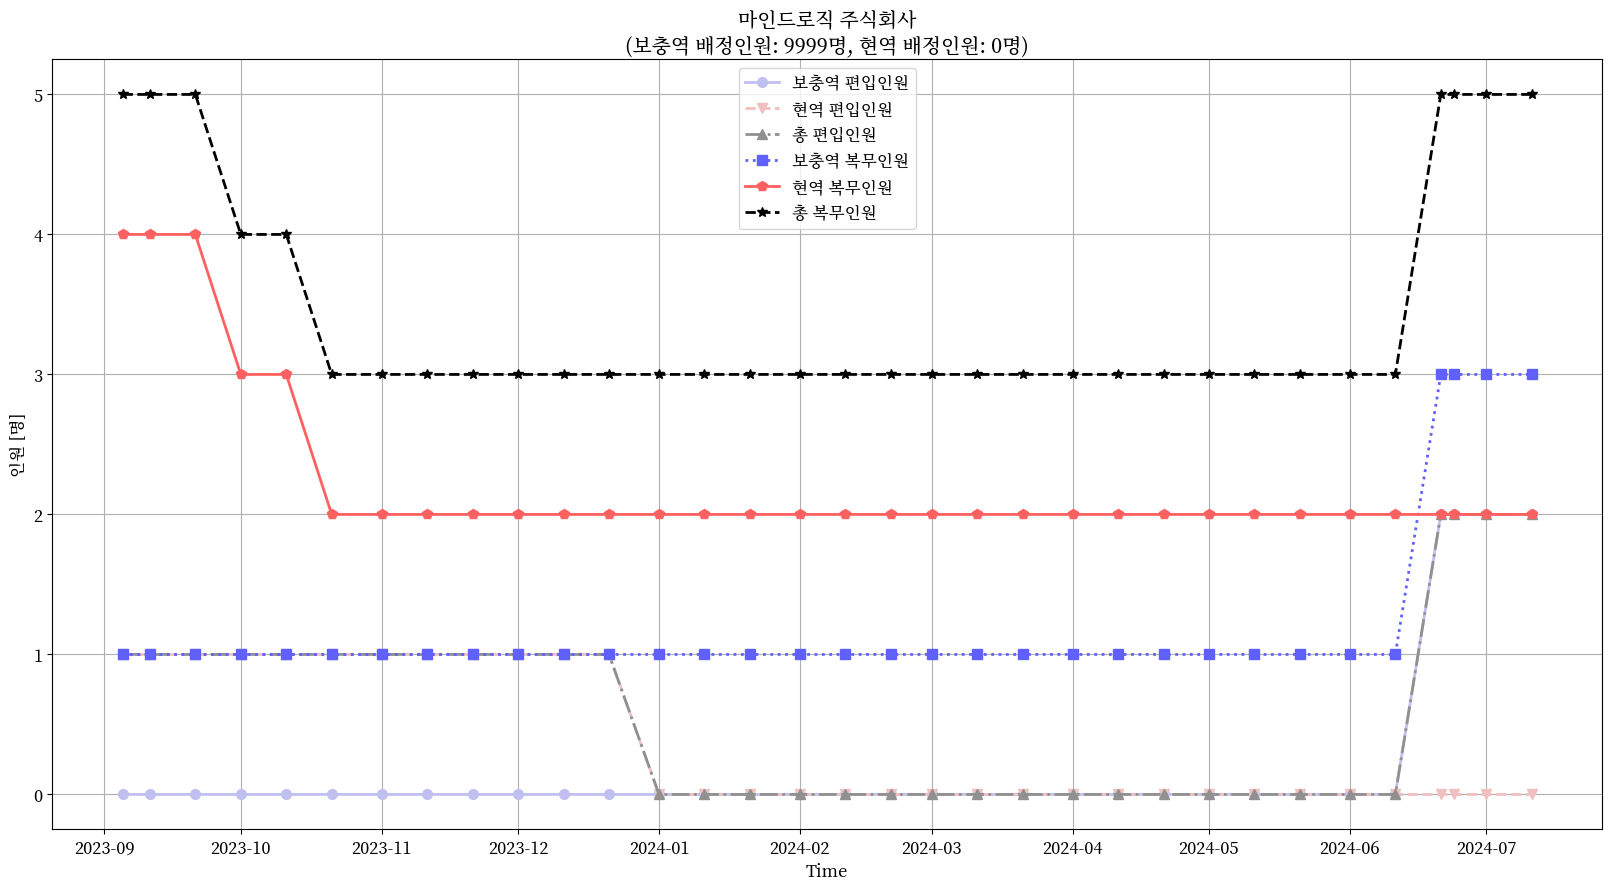 마인드로직 주식회사
(보충역 배정인원: 9999명, 현역 배정인원: 0명)
보충역 편입인원
현역 편입인원
총 편입인원
보충역 복무인원
현역 복무인원
총 복무인원
인원 [명]
5
4
3
2
1
0
2023-09
2023-10
2023-11
2023-12
2024-01
2024-02
2024-03
2024-04
2024-05
2024-06
2024-07
Time